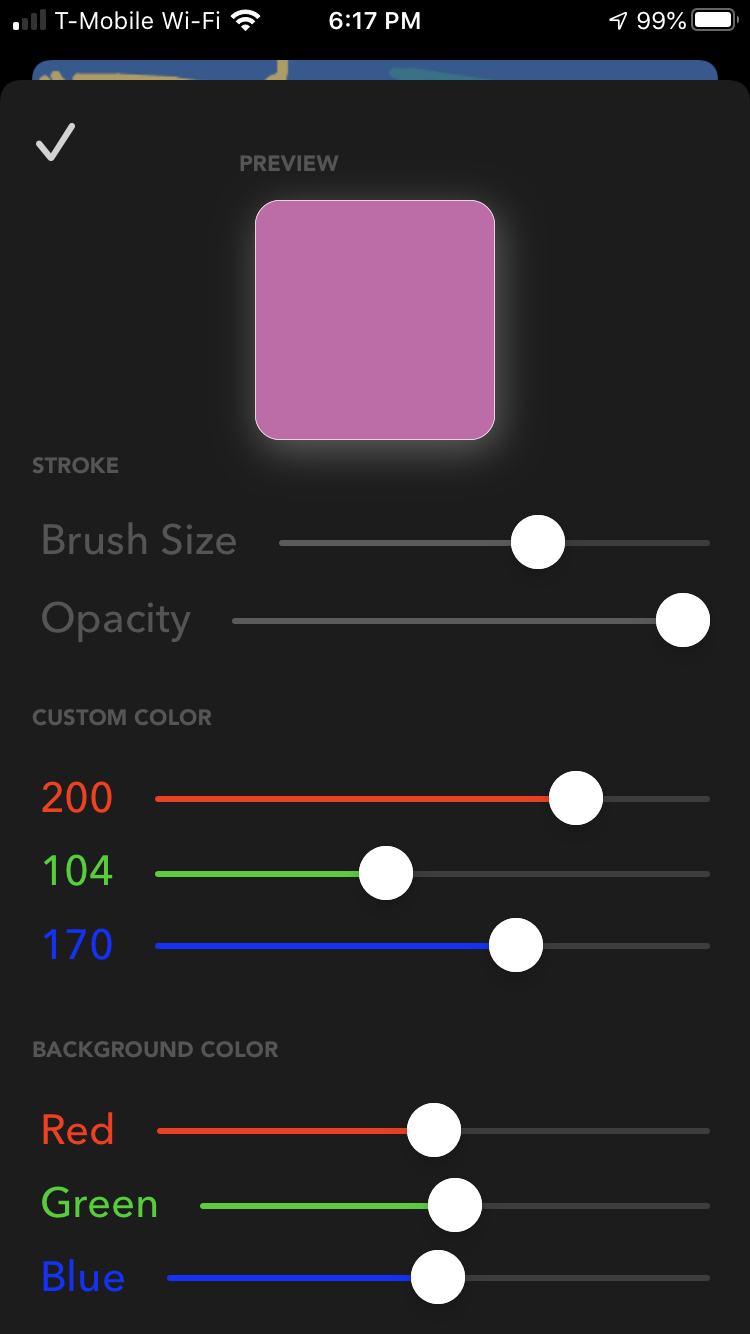 T-Mobile Wi-Fi 6:17 PM 99%
PREVIEW
STROKE
Brush Size
Opacity
CUSTOM COLOR
200
104
170
BACKGROUND COLOR
Red
Green
Blue